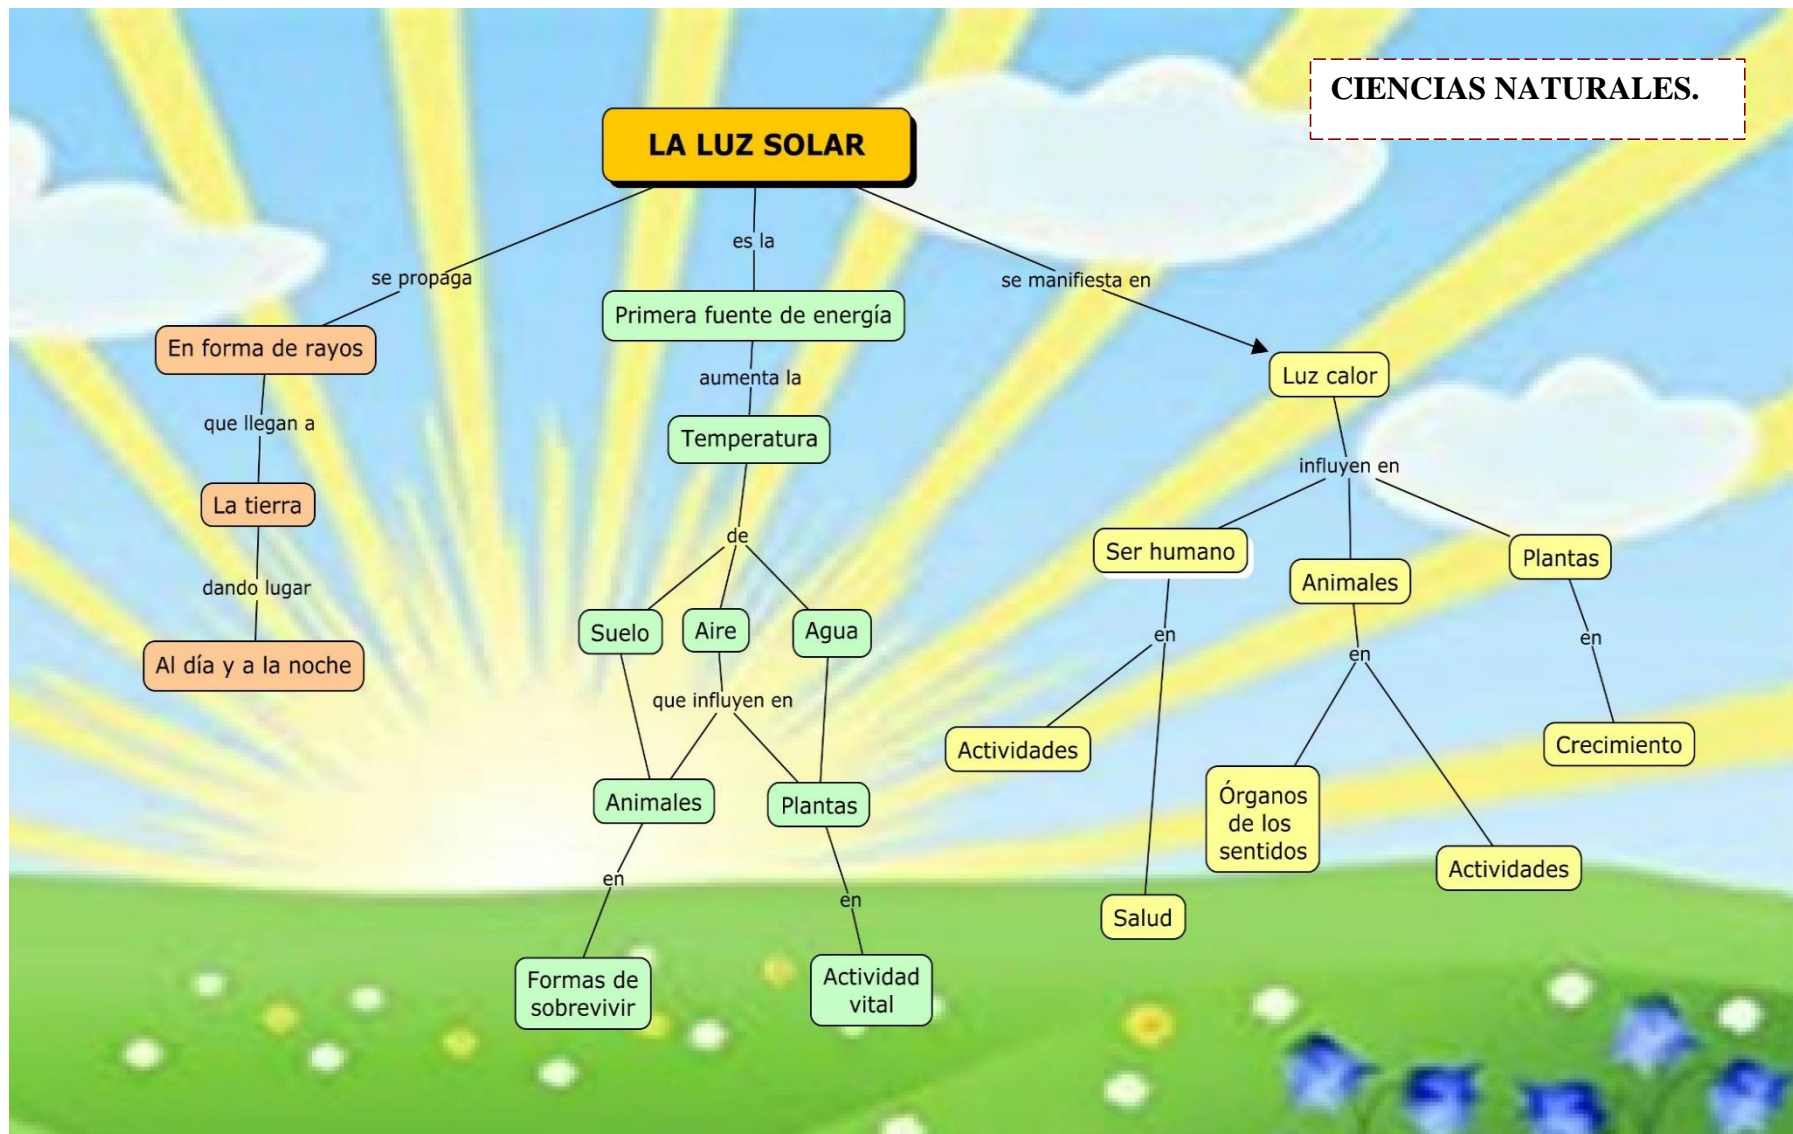 CIENCIAS NATURALES.
LA LUZ SOLAR
se propaga
En forma de rayos
que llegan a
La tierra
dando lugar
Al día y a la noche
es la
Primera fuente de energía
aumenta la
Temperatura
de
Suelo
Aire
Agua
que influyen en
Animales
Plantas
en
en
Formas de
sobrevivir
Actividad
vital
se manifiesta en
Luz calor
influyen en
Ser humano
Animales
Plantas
en
en
en
Actividades
Salud
Órganos
de los
sentidos
Actividades
Crecimiento